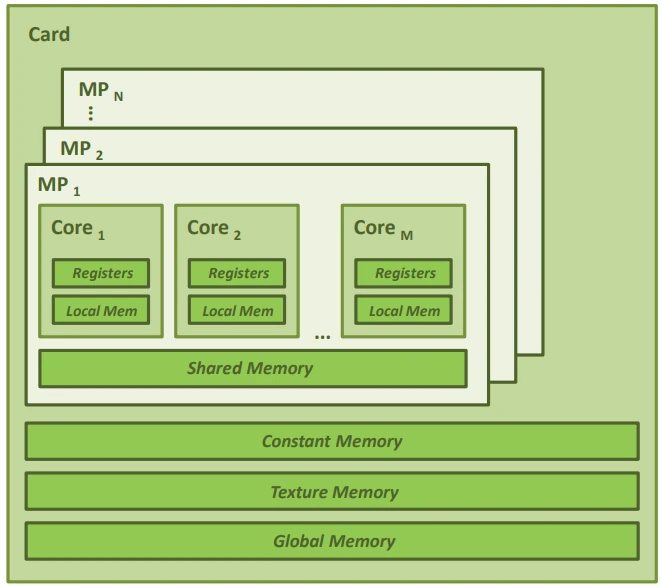 Card
MP N
⋮
MP 2
MP 1
Core 1
Core 2
Core M
Registers
Registers
Registers
Local Mem
Local Mem
Local Mem
...
Shared Memory
Constant Memory
Texture Memory
Global Memory